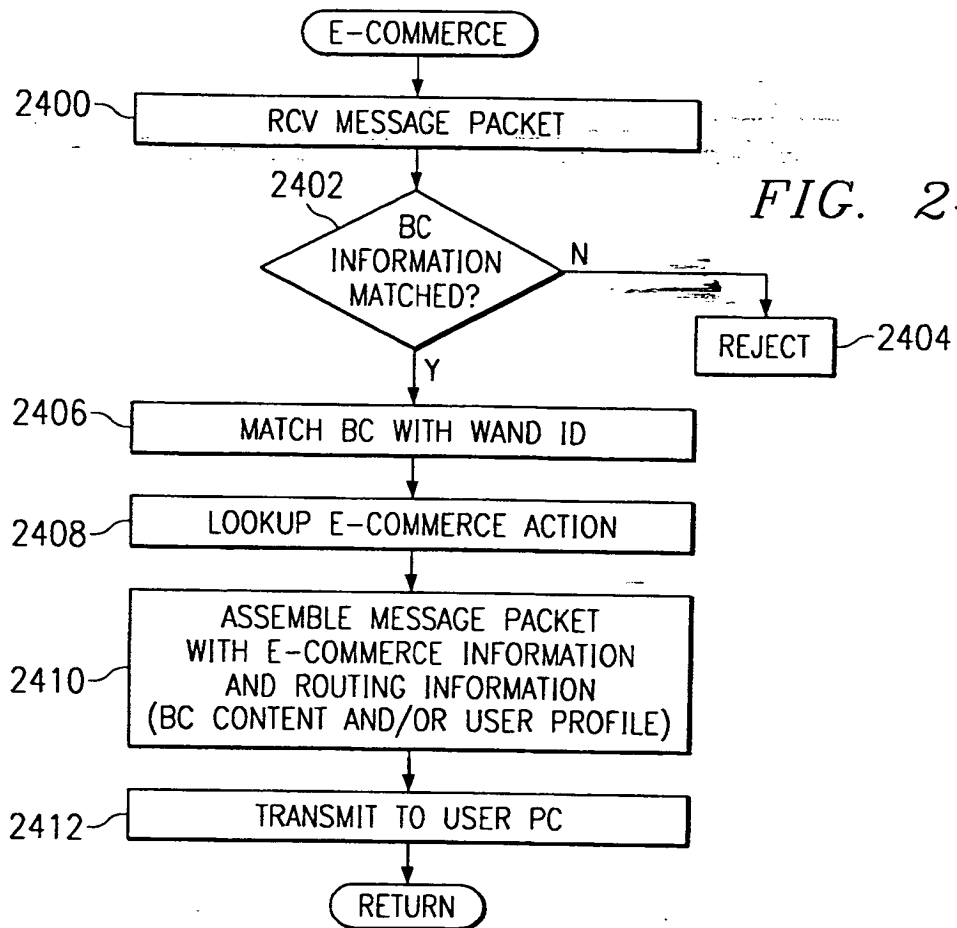 E-COMMERCE
2400
RCV MESSAGE PACKET
2402
BC
INFORMATION
MATCHED?
N
FIG. 2
REJECT
2404
Y
2406
MATCH BC WITH WAND ID
2408
LOOKUP E-COMMERCE ACTION
2410
ASSEMBLE MESSAGE PACKET
WITH E-COMMERCE INFORMATION
AND ROUTING INFORMATION
(BC CONTENT AND/OR USER PROFILE)
2412
TRANSMIT TO USER PC
RETURN